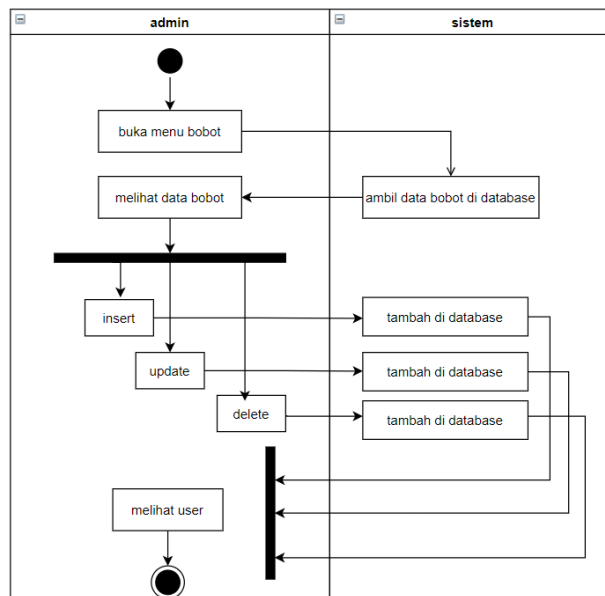 admin
sistem
buka menu bobot
melihat data bobot
ambil data bobot di database
insert
tambah di database
update
tambah di database
delete
tambah di database
melihat user